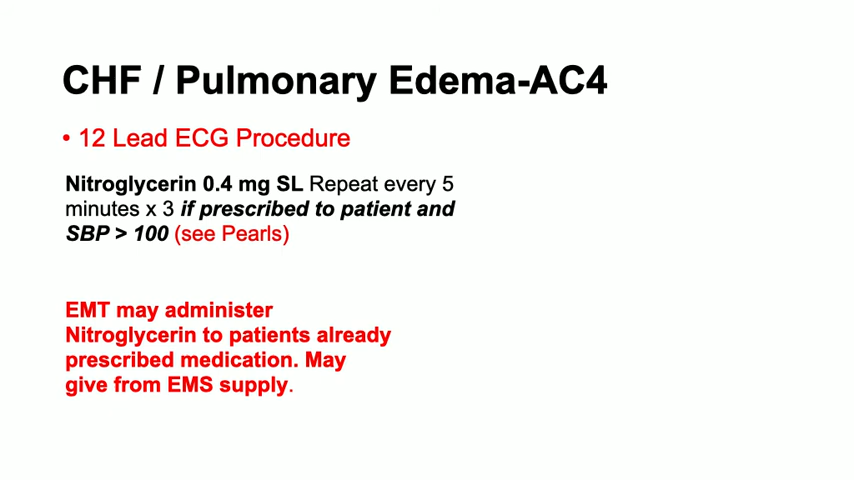 CHF / Pulmonary Edema-AC4
• 12 Lead ECG Procedure
Nitroglycerin 0.4 mg SL Repeat every 5
minutes x 3 if prescribed to patient and
SBP > 100 (see Pearls)
EMT may administer
Nitroglycerin to patients already
prescribed medication. May
give from EMS supply.